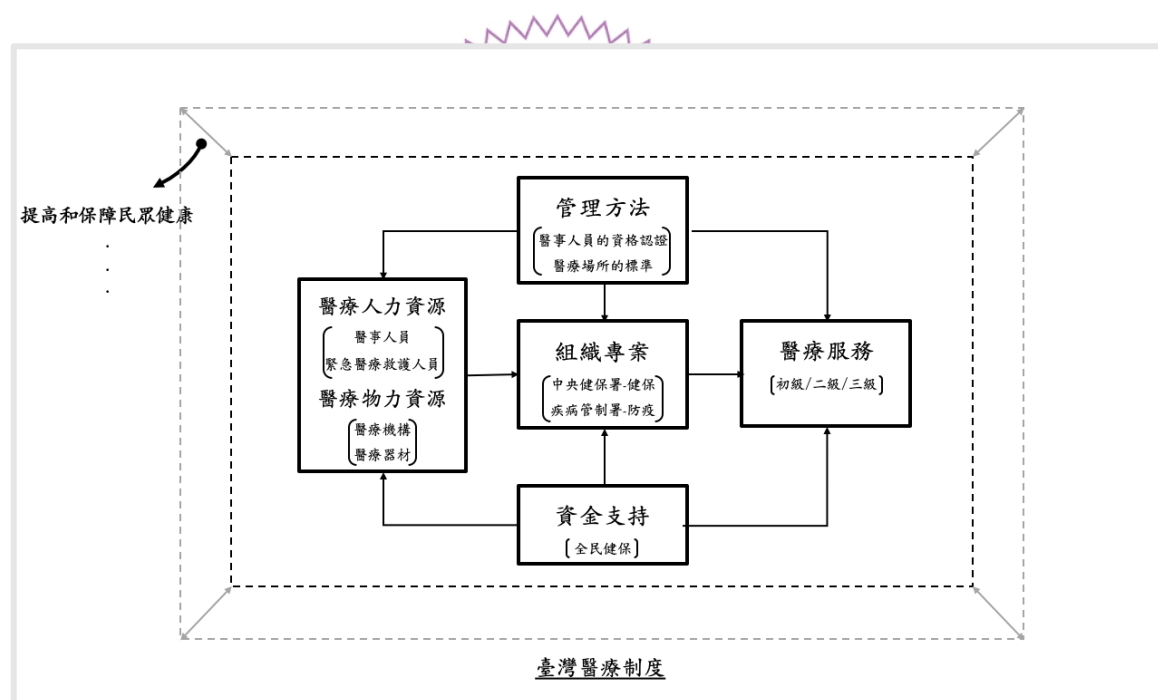 提高和保障民眾健康
.
.
.
管理方法
醫事人員的資格認證
醫療場所的標準
醫療人力資源
醫事人員
緊急醫療救護人員
醫療物力資源
醫療機構
醫療器材
組織專案
中央健保署-健保
疾病管制署-防疫
醫療服務
[初級/二級/三級]
資金支持
[全民健保]
臺灣醫療制度